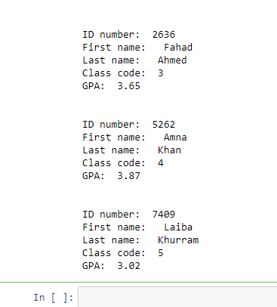 ID number:  2636
First name:   Fahad
Last name:   Ahmed
Class code:  3
GPA:  3.65
ID number:  5262
First name:   Amna
Last name:   Khan
Class code:  4
GPA:  3.87
ID number:  7409
First name:   Laiba
Last name:   Khurram
Class code:  5
GPA:  3.02
In [ ]: